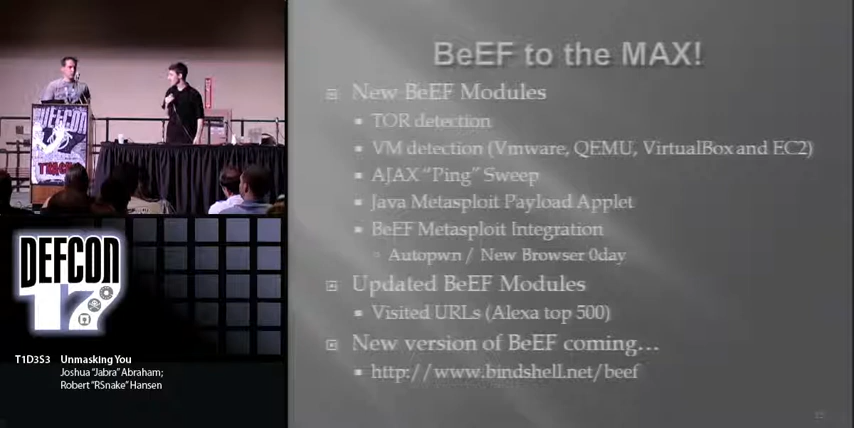 DEFCON
DEFCON
17
T1D3S3 Unmasking You
Joshua "Jabra" Abraham;
Robert "RSnake" Hansen
BeEF to the MAX!
New BeEF Modules
TOR detection
VM detection (Vmware, QEMU, VirtualBox and EC2)
AJAX "Ping" Sweep
Java Metasploit Payload Applet
BeEF Metasploit Integration
Autopwn / New Browser 0day
Updated BeEF Modules
Visited URLs (Alexa top 500)
New version of BeEF coming…
http://www.bindshell.net/beef